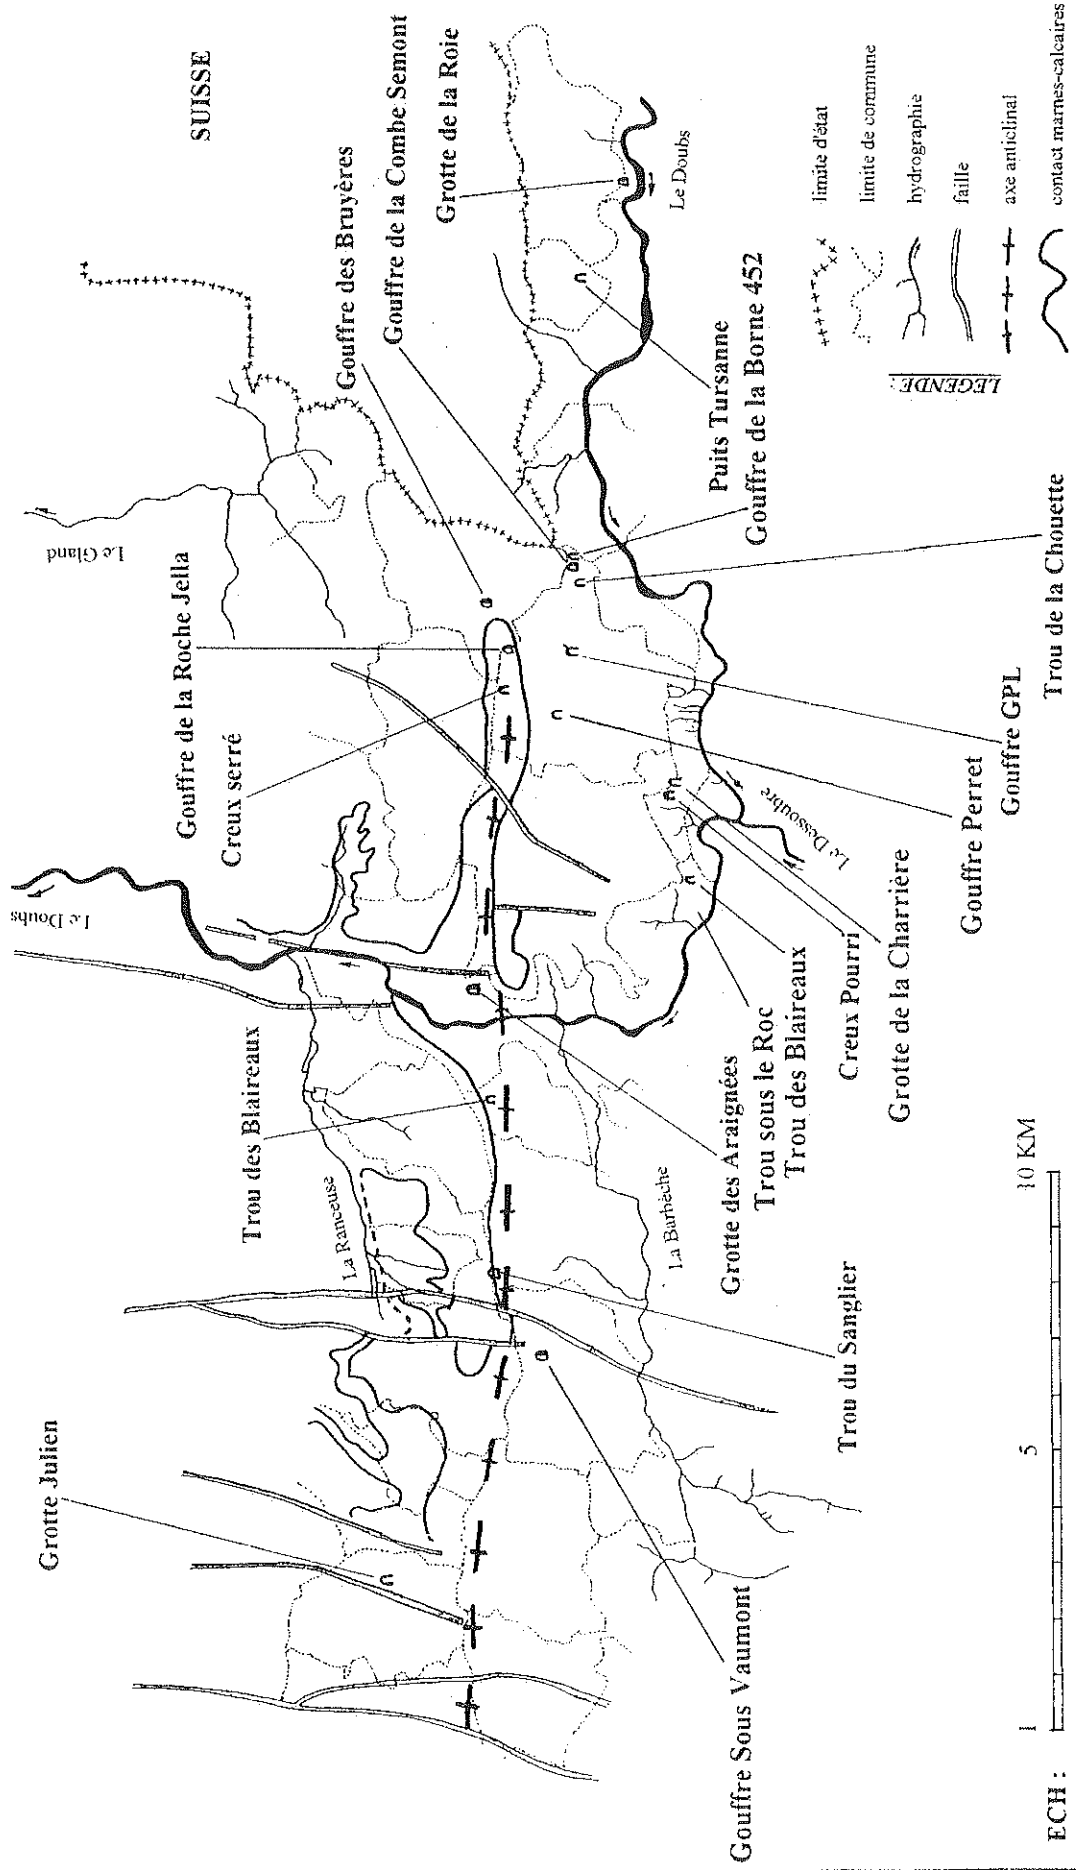 SUISSE
Gouffre des Bruyères
Gouffre de la Combe Semont
Grotte de la Roie
Le Gland
Gouffre de la Roche Jella
Creux serré
Le Doubs
Trou des Blaireaux
La Ranceuse
Grotte Julien
Le Doubs
Puits Tursanne
Gouffre de la Borne 452
Trou de la Chouette
Gouffre GPL
Gouffre Perret
Le Dessoubre
Grotte de la Charrière
Creux Pourri
Trou des Blaireaux
Trou sous le Roc
Grotte des Araignées
La Barbèche
Trou du Sanglier
Gouffre Sous Vaumont
LEGENDE :
limite d'état
limite de commune
hydrographie
faille
axe anticlinal
contact marnes-calcaires
ECH :
1 5 10 KM